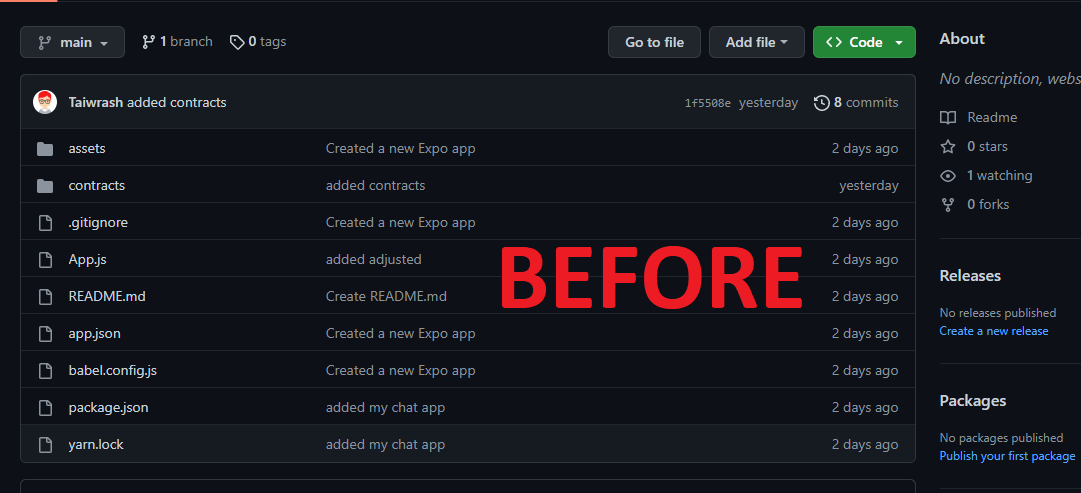 main 1 branch 0 tags Go to file Add file Code
Taiwrash added contracts 1f5508e yesterday 8 commits
assets Created a new Expo app 2 days ago
contracts added contracts yesterday
.gitignore Created a new Expo app 2 days ago
App.js added adjusted 2 days ago
README.md Create README.md 2 days ago
app.json Created a new Expo app 2 days ago
babel.config.js Created a new Expo app 2 days ago
package.json added my chat app 2 days ago
yarn.lock added my chat app 2 days ago
BEFORE
About
No description, webs
Readme
0 stars
1 watching
0 forks
Releases
No releases published
Create a new release
Packages
No packages published
Publish your first package